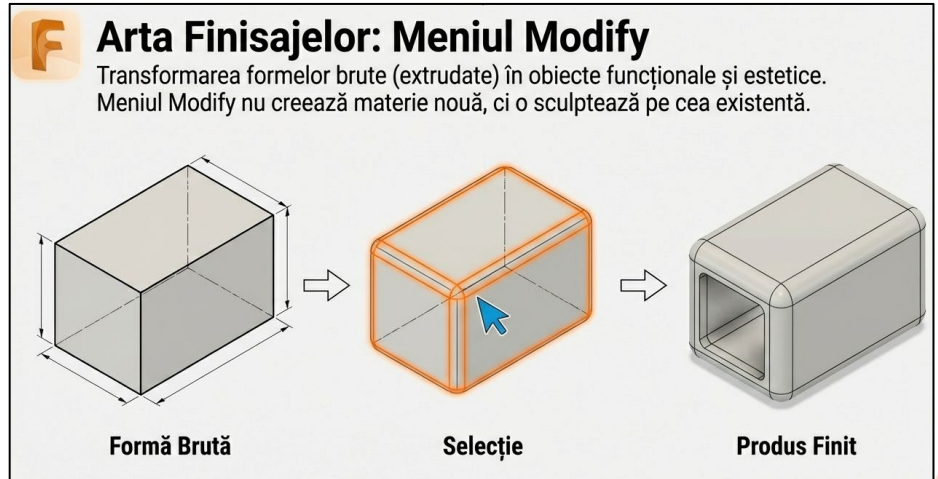 Arta Finisajelor: Meniul Modify
Transformarea formelor brute (extrudate) în obiecte funcționale și estetice.
Meniul Modify nu creează materie nouă, ci o sculptează pe cea existentă.
Formă Brută
Selecție
Produs Finit